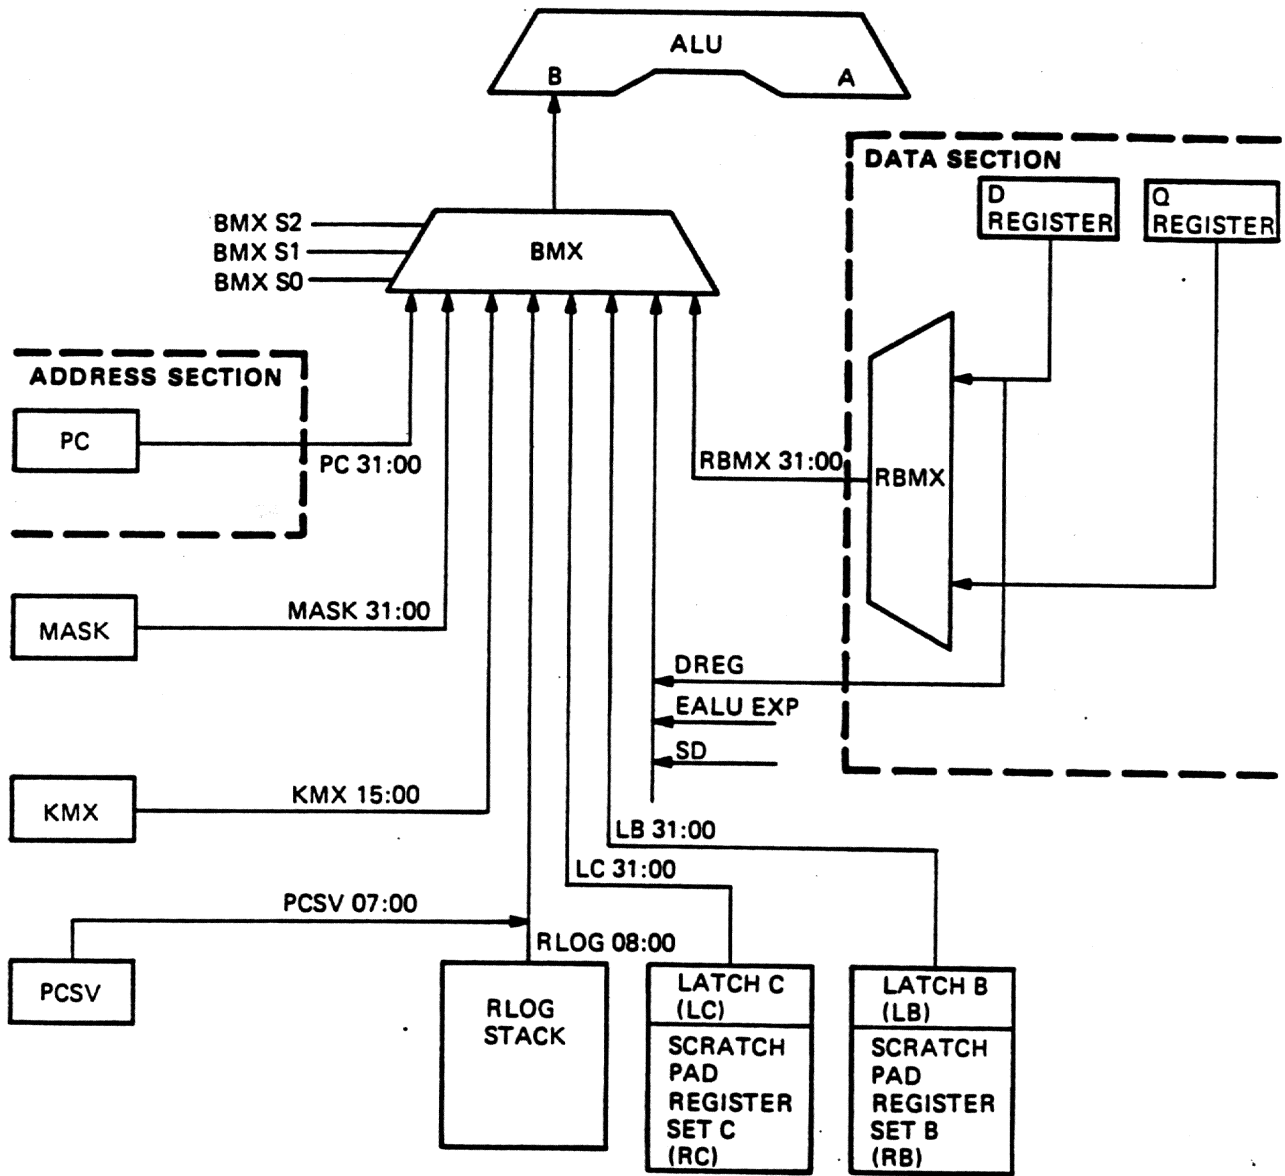 ALU
B
A
DATA SECTION
D
REGISTER
Q
REGISTER
BMX S2
BMX S1
BMX S0
BMX
ADDRESS SECTION
PC
PC 31:00
RBMX 31:00
RBMX
MASK
MASK 31:00
DREG
EALU EXP
SD
KMX
KMX 15:00
LB 31:00
LC 31:00
PCSV 07:00
RLOG 08:00
PCSV
RLOG
STACK
LATCH C
(LC)
SCRATCH
PAD
REGISTER
SET C
(RC)
LATCH B
(LB)
SCRATCH
PAD
REGISTER
SET B
(RB)